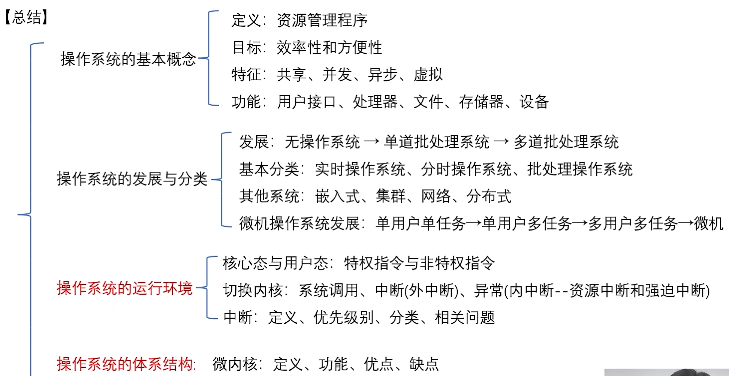 【总结】
操作系统的基本概念
定义：资源管理程序
目标：效率性和方便性
特征：共享、并发、异步、虚拟
功能：用户接口、处理器、文件、存储器、设备
操作系统的发展与分类
发展：无操作系统 → 单道批处理系统 → 多道批处理系统
基本分类：实时操作系统、分时操作系统、批处理操作系统
其他系统：嵌入式、集群、网络、分布式
微机操作系统发展：单用户单任务→单用户多任务→多用户多任务→微机
操作系统的运行环境
核心态与用户态：特权指令与非特权指令
切换内核：系统调用、中断(外中断)、异常(内中断--资源中断和强迫中断)
中断：定义、优先级别、分类、相关问题
操作系统的体系结构: 微内核：定义、功能、优点、缺点